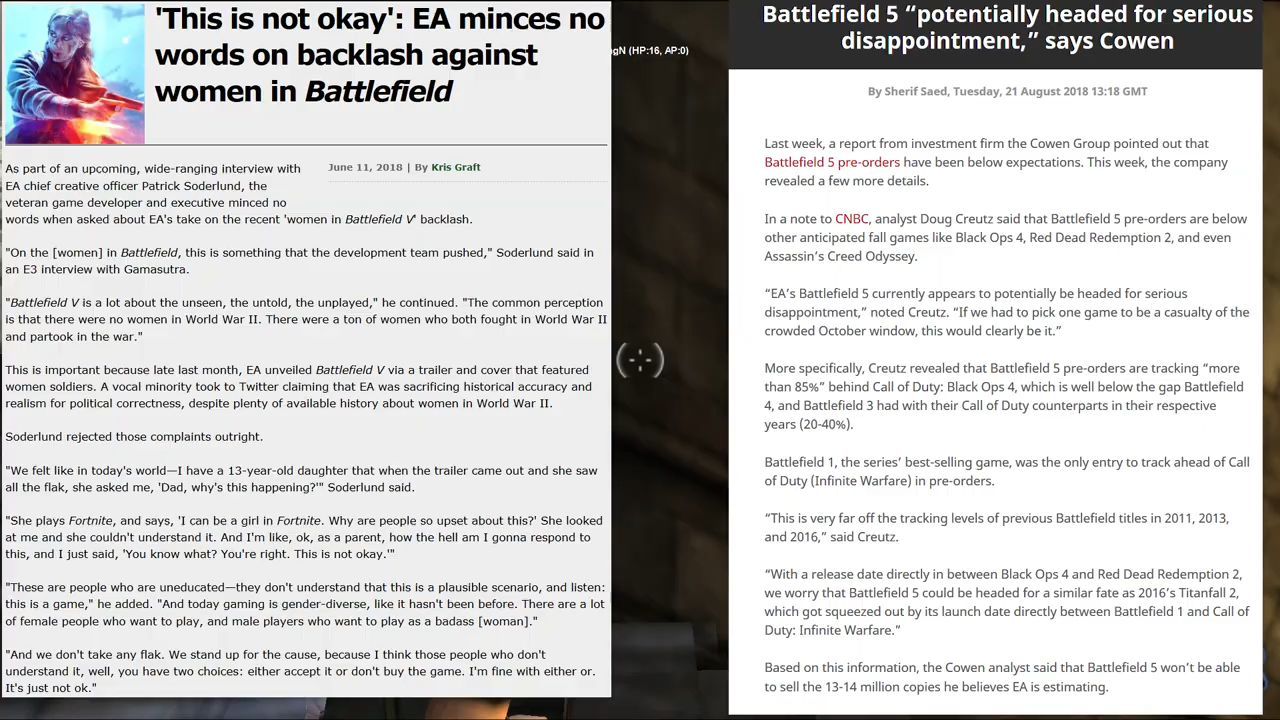 'This is not okay': EA minces no
words on backlash against
women in Battlefield
June 11, 2018 | By Kris Graft
As part of an upcoming, wide-ranging interview with
EA chief creative officer Patrick Soderlund, the
veteran game developer and executive minced no
words when asked about EA's take on the recent 'women in Battlefield V' backlash.
"On the [women] in Battlefield, this is something that the development team pushed," Soderlund said in
an E3 interview with Gamasutra.
"Battlefield V is a lot about the unseen, the untold, the unplayed," he continued. "The common perception
is that there were no women in World War II. There were a ton of women who both fought in World War II
and partook in the war."
This is important because late last month, EA unveiled Battlefield V via a trailer and cover that featured
women soldiers. A vocal minority took to Twitter claiming that EA was sacrificing historical accuracy and
realism for political correctness, despite plenty of available history about women in World War II.
Soderlund rejected those complaints outright.
"We felt like in today's world—I have a 13-year-old daughter that when the trailer came out and she saw
all the flak, she asked me, 'Dad, why's this happening?'" Soderlund said.
"She plays Fortnite, and says, 'I can be a girl in Fortnite. Why are people so upset about this?' She looked
at me and she couldn't understand it. And I'm like, ok, as a parent, how the hell am I gonna respond to
this, and I just said, 'You know what? You're right. This is not okay.'"
"These are people who are uneducated—they don't understand that this is a plausible scenario, and listen:
this is a game," he added. "And today gaming is gender-diverse, like it hasn't been before. There are a lot
of female people who want to play, and male players who want to play as a badass [woman]."
"And we don't take any flak. We stand up for the cause, because I think those people who don't
understand it, well, you have two choices: either accept it or don't buy the game. I'm fine with either or.
It's just not ok."
ngN (HP:16, AP:0)
Battlefield 5 “potentially headed for serious
disappointment,” says Cowen
By Sherif Saed, Tuesday, 21 August 2018 13:18 GMT
Last week, a report from investment firm the Cowen Group pointed out that
Battlefield 5 pre-orders have been below expectations. This week, the company
revealed a few more details.
In a note to CNBC, analyst Doug Creutz said that Battlefield 5 pre-orders are below
other anticipated fall games like Black Ops 4, Red Dead Redemption 2, and even
Assassin’s Creed Odyssey.
“EA’s Battlefield 5 currently appears to potentially be headed for serious
disappointment,” noted Creutz. “If we had to pick one game to be a casualty of the
crowded October window, this would clearly be it.”
More specifically, Creutz revealed that Battlefield 5 pre-orders are tracking “more
than 85%” behind Call of Duty: Black Ops 4, which is well below the gap Battlefield
4, and Battlefield 3 had with their Call of Duty counterparts in their respective
years (20-40%).
Battlefield 1, the series’ best-selling game, was the only entry to track ahead of Call
of Duty (Infinite Warfare) in pre-orders.
“This is very far off the tracking levels of previous Battlefield titles in 2011, 2013,
and 2016,” said Creutz.
“With a release date directly in between Black Ops 4 and Red Dead Redemption 2,
we worry that Battlefield 5 could be headed for a similar fate as 2016’s Titanfall 2,
which got squeezed out by its launch date directly between Battlefield 1 and Call of
Duty: Infinite Warfare.”
Based on this information, the Cowen analyst said that Battlefield 5 won’t be able
to sell the 13-14 million copies he believes EA is estimating.